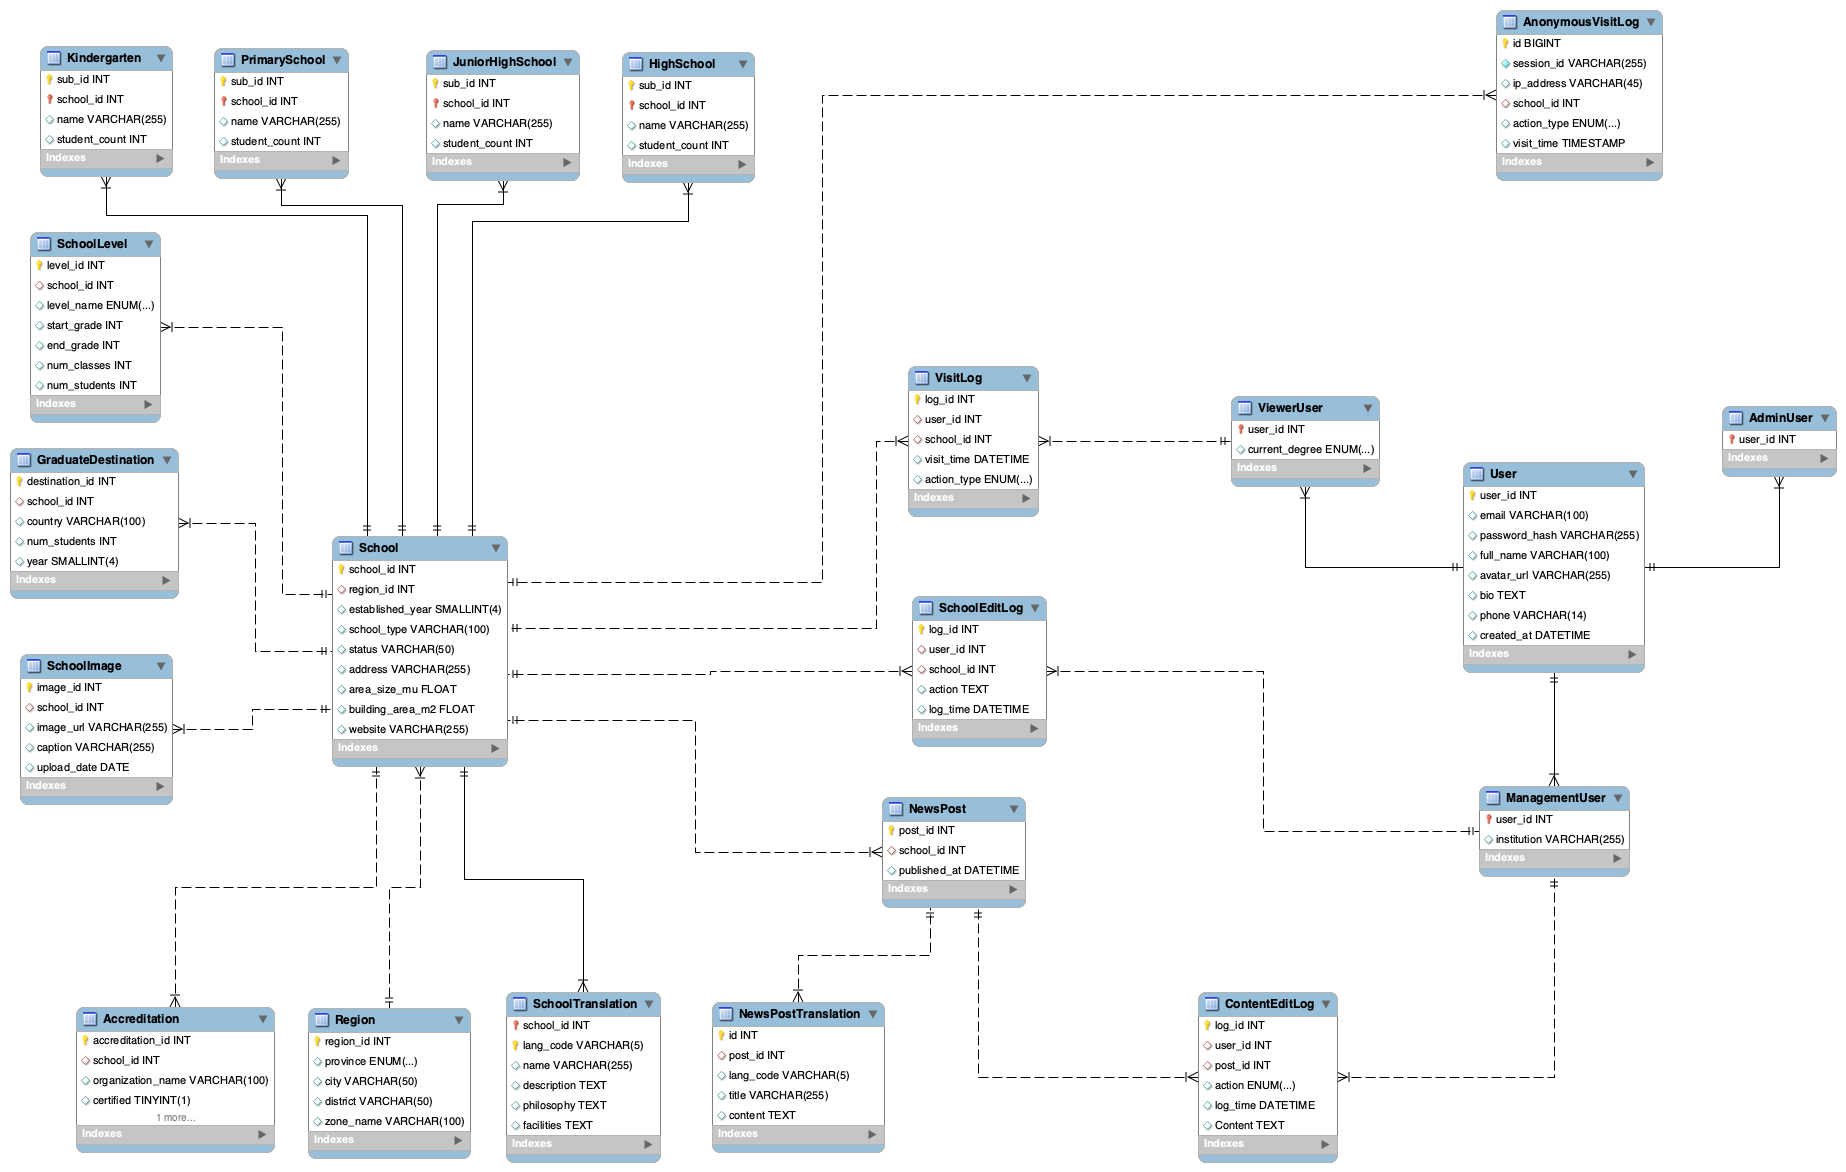 Kindergarten
sub_id INT
school_id INT
name VARCHAR(255)
student_count INT
Indexes
PrimarySchool
sub_id INT
school_id INT
name VARCHAR(255)
student_count INT
Indexes
JuniorHighSchool
sub_id INT
school_id INT
name VARCHAR(255)
student_count INT
Indexes
HighSchool
sub_id INT
school_id INT
name VARCHAR(255)
student_count INT
Indexes
AnonymousVisitLog
id BIGINT
session_id VARCHAR(255)
ip_address VARCHAR(45)
school_id INT
action_type ENUM(...)
visit_time TIMESTAMP
Indexes
SchoolLevel
level_id INT
school_id INT
level_name ENUM(...)
start_grade INT
end_grade INT
num_classes INT
num_students INT
Indexes
VisitLog
log_id INT
user_id INT
school_id INT
visit_time DATETIME
action_type ENUM(...)
Indexes
ViewerUser
user_id INT
current_degree ENUM(...)
Indexes
AdminUser
user_id INT
Indexes
GraduateDestination
destination_id INT
school_id INT
country VARCHAR(100)
num_students INT
year SMALLINT(4)
Indexes
User
user_id INT
email VARCHAR(100)
password_hash VARCHAR(255)
full_name VARCHAR(100)
avatar_url VARCHAR(255)
bio TEXT
phone VARCHAR(14)
created_at DATETIME
Indexes
School
school_id INT
region_id INT
established_year SMALLINT(4)
school_type VARCHAR(100)
status VARCHAR(50)
address VARCHAR(255)
area_size_mu FLOAT
building_area_m2 FLOAT
website VARCHAR(255)
Indexes
SchoolEditLog
log_id INT
user_id INT
school_id INT
action TEXT
log_time DATETIME
Indexes
SchoolImage
image_id INT
school_id INT
image_url VARCHAR(255)
caption VARCHAR(255)
upload_date DATE
Indexes
NewsPost
post_id INT
school_id INT
published_at DATETIME
Indexes
ManagementUser
user_id INT
institution VARCHAR(255)
Indexes
Accreditation
accreditation_id INT
school_id INT
organization_name VARCHAR(100)
certified TINYINT(1)
1 more...
Indexes
Region
region_id INT
province ENUM(...)
city VARCHAR(50)
district VARCHAR(50)
zone_name VARCHAR(100)
Indexes
SchoolTranslation
school_id INT
lang_code VARCHAR(5)
name VARCHAR(255)
description TEXT
philosophy TEXT
facilities TEXT
Indexes
NewsPostTranslation
id INT
post_id INT
lang_code VARCHAR(5)
title VARCHAR(255)
content TEXT
Indexes
ContentEditLog
log_id INT
user_id INT
post_id INT
action ENUM(...)
log_time DATETIME
Content TEXT
Indexes